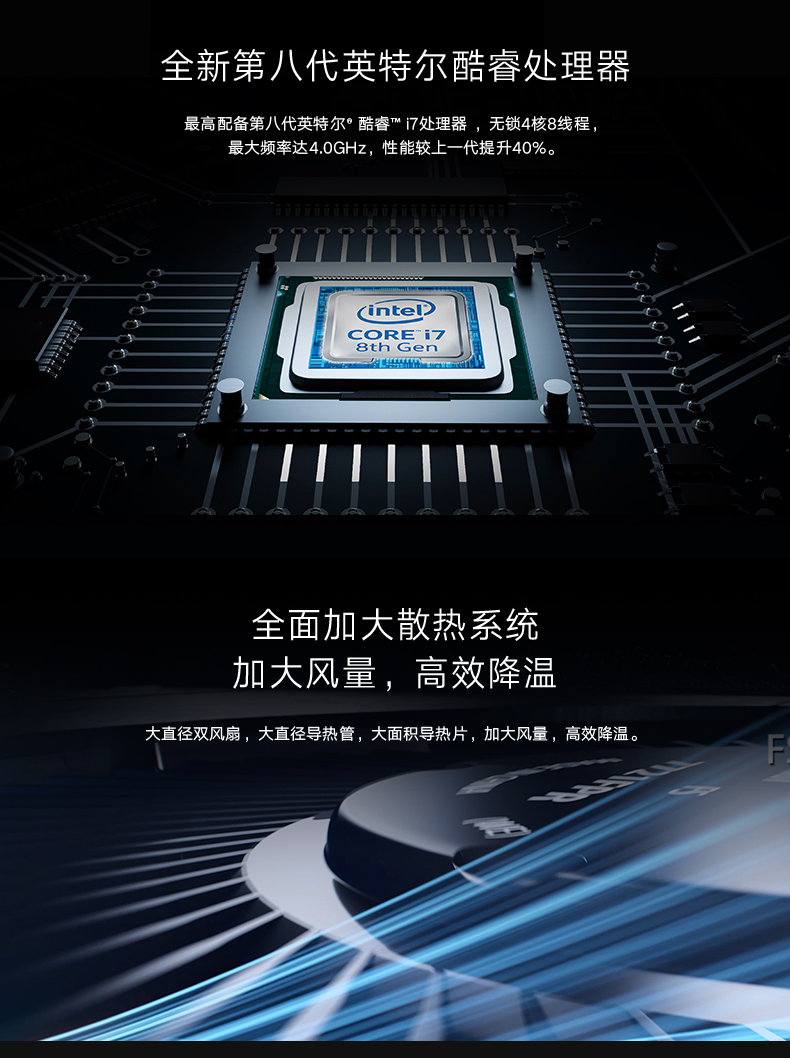 全新第八代英特尔酷睿处理器
最高配备第八代英特尔® 酷睿™ i7处理器，无锁4核8线程，
最大频率达4.0GHz，性能较上一代提升40%。
intel®
CORE™ i7
8th Gen
全面加大散热系统
加大风量，高效降温
大直径双风扇，大直径导热管，大面积导热片，加大风量，高效降温。